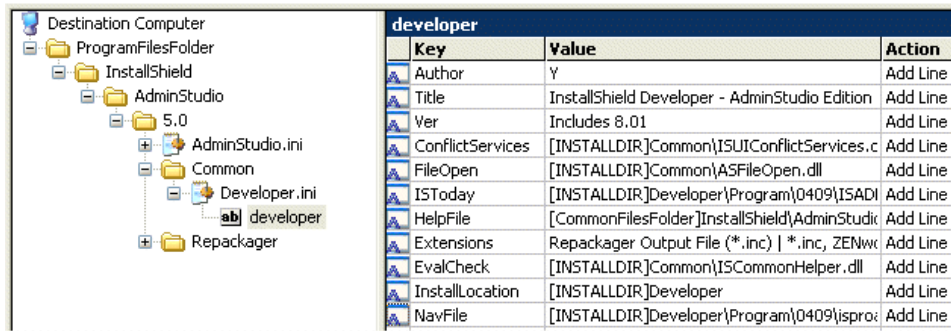 Destination Computer
ProgramFilesFolder
InstallShield
AdminStudio
5.0
AdminStudio.ini
Common
Developer.ini
ab developer
Repackager
developer
Key Value Action
Author Y Add Line
Title InstallShield Developer - AdminStudio Edition Add Line
Ver Includes 8.01 Add Line
ConflictServices [INSTALLDIR]Common\ISUIConflictServices.c Add Line
FileOpen [INSTALLDIR]Common\ASFileOpen.dll Add Line
ISToday [INSTALLDIR]Developer\Program\0409\ISADI Add Line
HelpFile [CommonFilesFolder]InstallShield\AdminStudi Add Line
Extensions Repackager Output File (*.inc) | *.inc, ZENw Add Line
EvalCheck [INSTALLDIR]Common\ISCommonHelper.dll Add Line
InstallLocation [INSTALLDIR]Developer Add Line
NavFile [INSTALLDIR]Developer\Program\0409\ispro Add Line